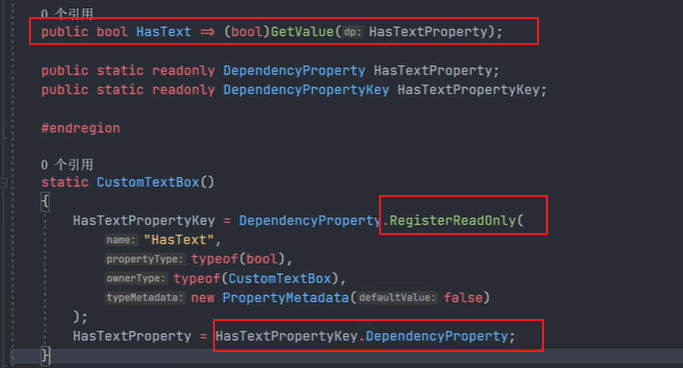 0 个引用
public bool HasText => (bool)GetValue(dp: HasTextProperty);
public static readonly DependencyProperty HasTextProperty;
public static readonly DependencyPropertyKey HasTextPropertyKey;
#endregion
0 个引用
static CustomTextBox()
{
HasTextPropertyKey = DependencyProperty.RegisterReadOnly(
name: "HasText",
propertyType: typeof(bool),
ownerType: typeof(CustomTextBox),
typeMetadata: new PropertyMetadata(defaultValue: false)
);
HasTextProperty = HasTextPropertyKey.DependencyProperty;
}